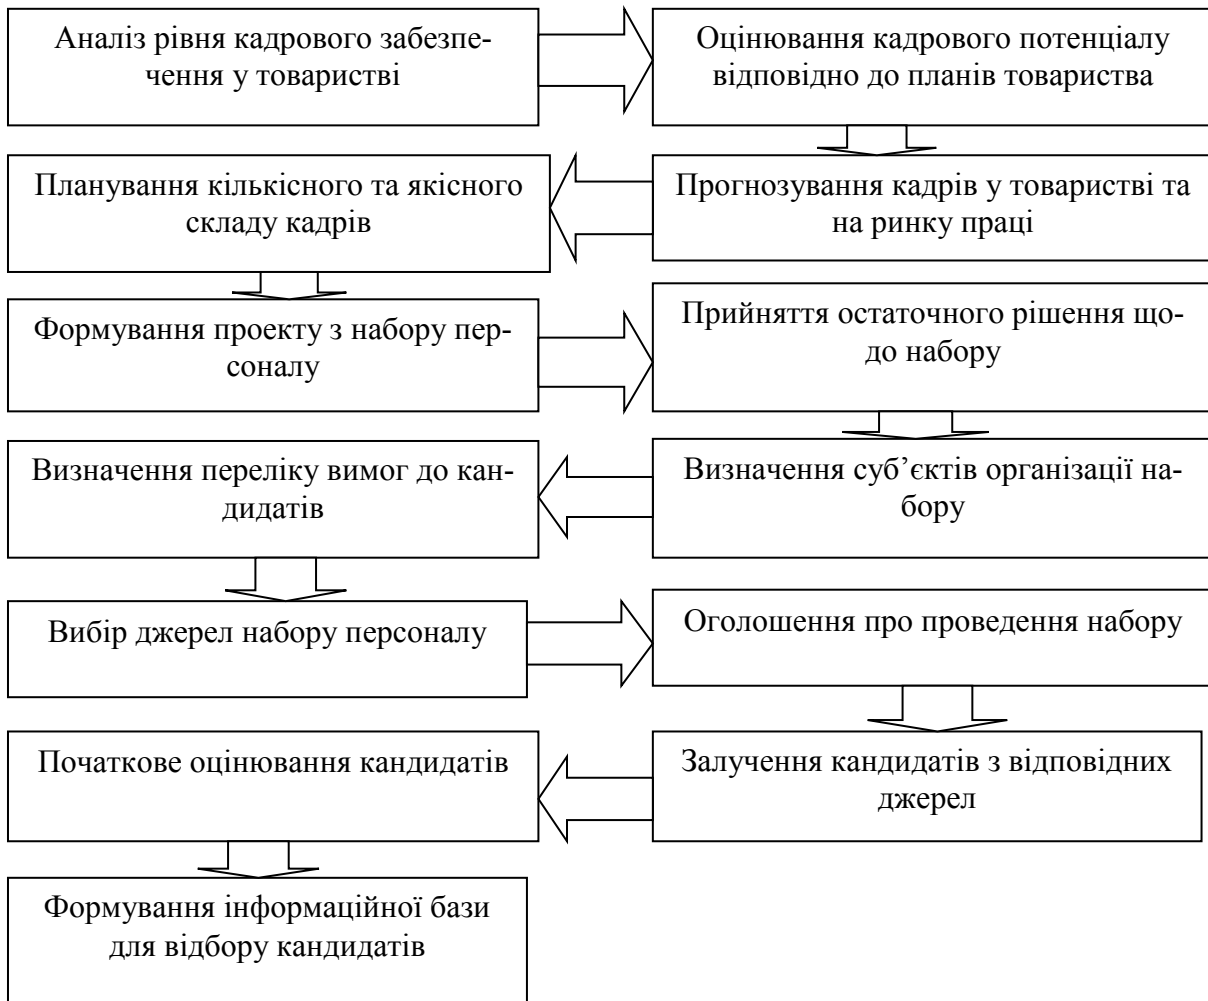 Аналіз рівня кадрового забезпе-
чення у товаристві
Оцінювання кадрового потенціалу
відповідно до планів товариства
Прогнозування кадрів у товаристві та
на ринку праці
Планування кількісного та якісного
складу кадрів
Формування проекту з набору пер-
соналу
Прийняття остаточного рішення що-
до набору
Визначення суб’єктів організації на-
бору
Визначення переліку вимог до кан-
дидатів
Вибір джерел набору персоналу
Оголошення про проведення набору
Залучення кандидатів з відповідних
джерел
Початкове оцінювання кандидатів
Формування інформаційної бази
для відбору кандидатів